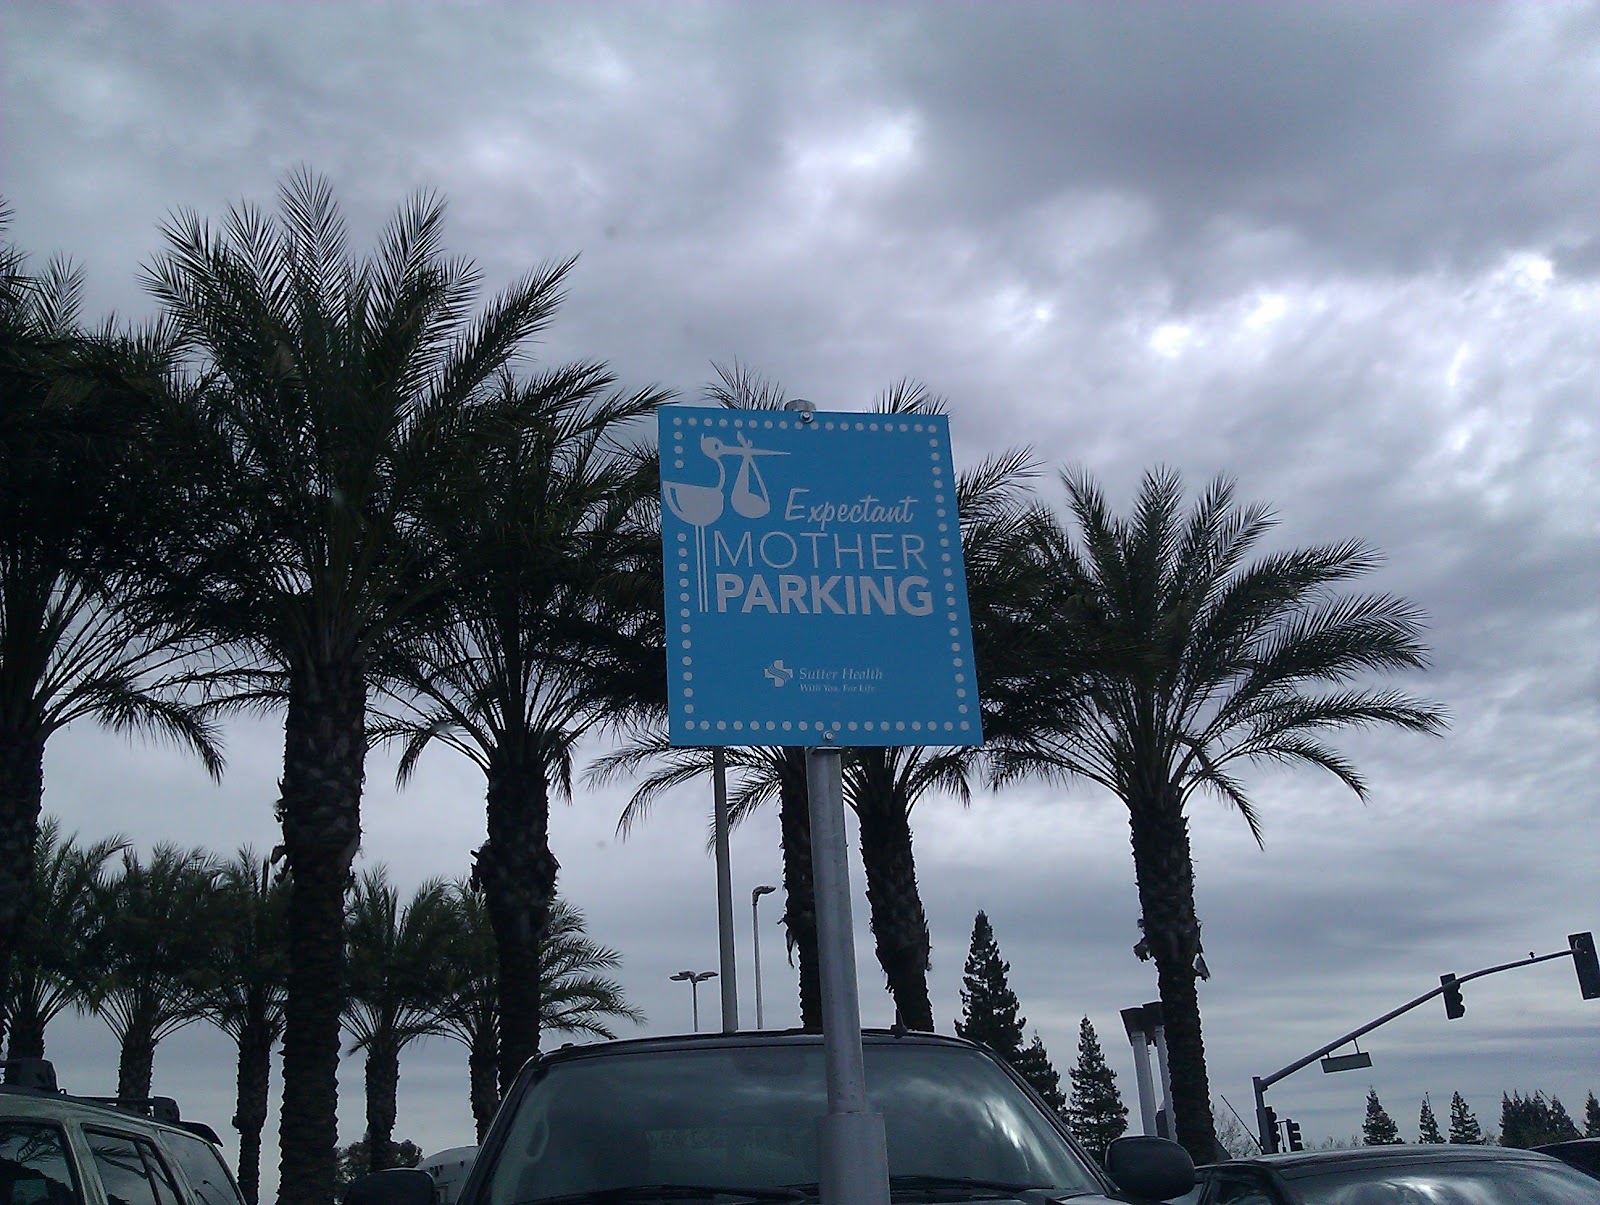 Expectant
MOTHER
PARKING
Sutter Health
With You. For Life.